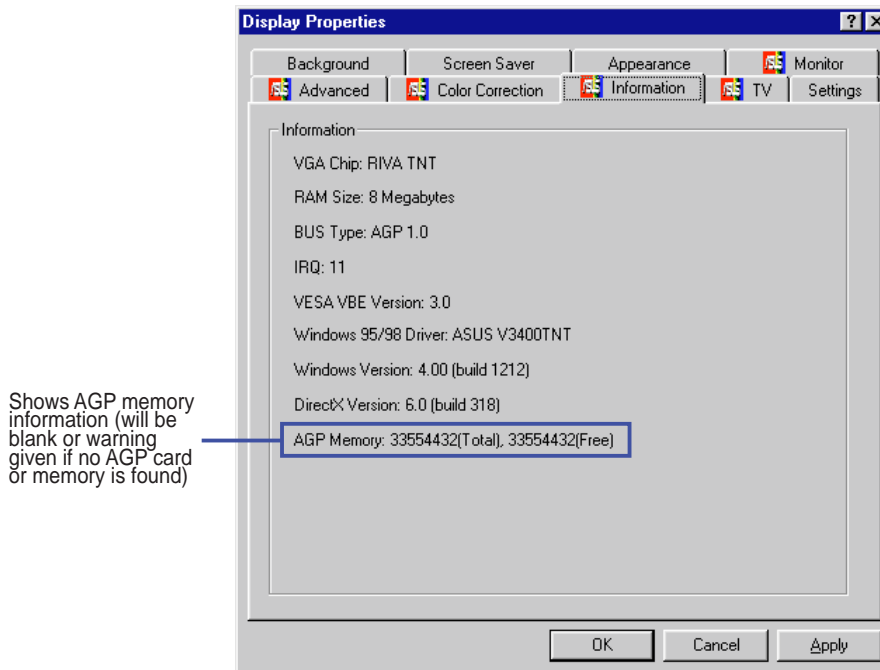 Display Properties
?
Background Screen Saver Appearance Monitor
Advanced Color Correction Information TV Settings
Information
VGA Chip: RIVA TNT
RAM Size: 8 Megabytes
BUS Type: AGP 1.0
IRQ: 11
VESA VBE Version: 3.0
Windows 95/98 Driver: ASUS V3400TNT
Windows Version: 4.00 (build 1212)
DirectX Version: 6.0 (build 318)
AGP Memory: 33554432(Total), 33554432(Free)
Shows AGP memory
information (will be
blank or warning
given if no AGP card
or memory is found)
OK Cancel Apply